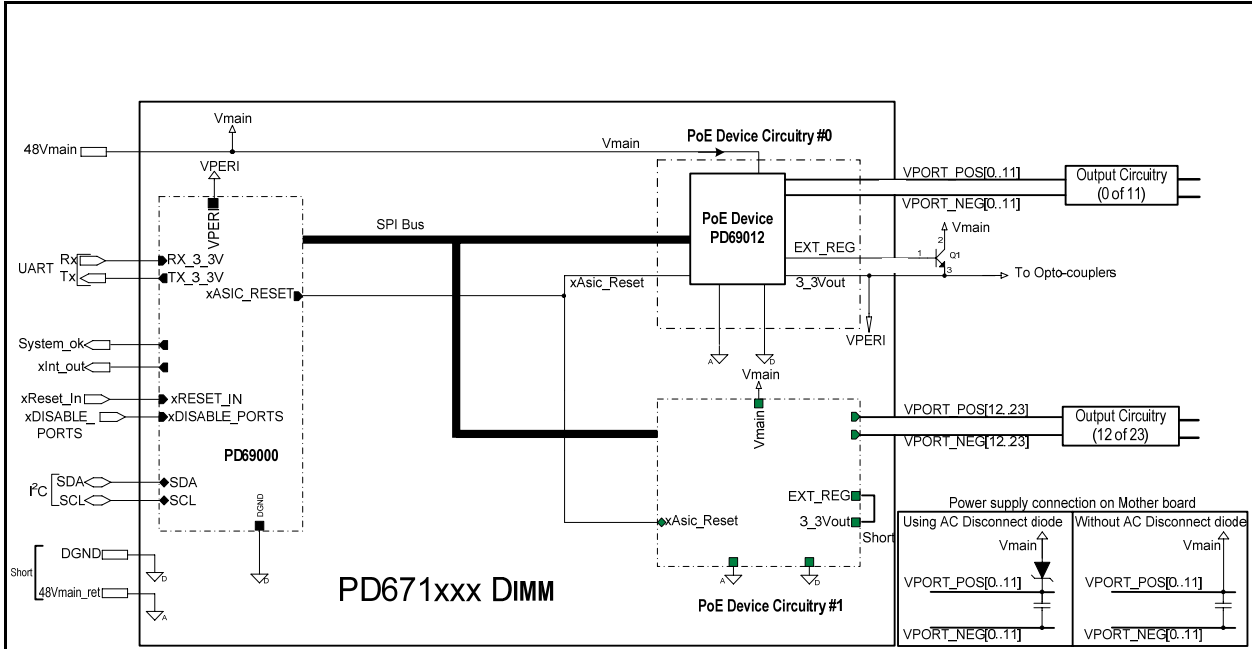 Vmain
48Vmain
Vmain
PoE Device Circuitry #0
VPERI
VPERI
SPI Bus
PoE Device
PD69012
VPORT_POS[0..11]
VPORT_NEG[0..11]
Output Circuitry
(0 of 11)
Vmain
2
EXT_REG
1
Q1
3
UART
Rx
Tx
RX_3_3V
TX_3_3V
xASIC_RESET
xAsic_Reset
3_3Vout
To Opto-couplers
VPERI
System_ok
xInt_out
A
D
Vmain
xReset_In
xRESET_IN
xDISABLE_
PORTS
xDISABLE_PORTS
Vmain
VPORT_POS[12..23]
VPORT_NEG[12..23]
Output Circuitry
(12 of 23)
PD69000
I²C
SDA
SCL
SDA
SCL
DGND
EXT_REG
xAsic_Reset
3_3Vout
Short
Short
DGND
D
48Vmain_ret
A
D
A
D
PD671xxx DIMM
PoE Device Circuitry #1
Power supply connection on Mother board
Using AC Disconnect diode
Without AC Disconnect diode
Vmain
Vmain
VPORT_POS[0..11]
VPORT_POS[0..11]
VPORT_NEG[0..11]
VPORT_NEG[0..11]